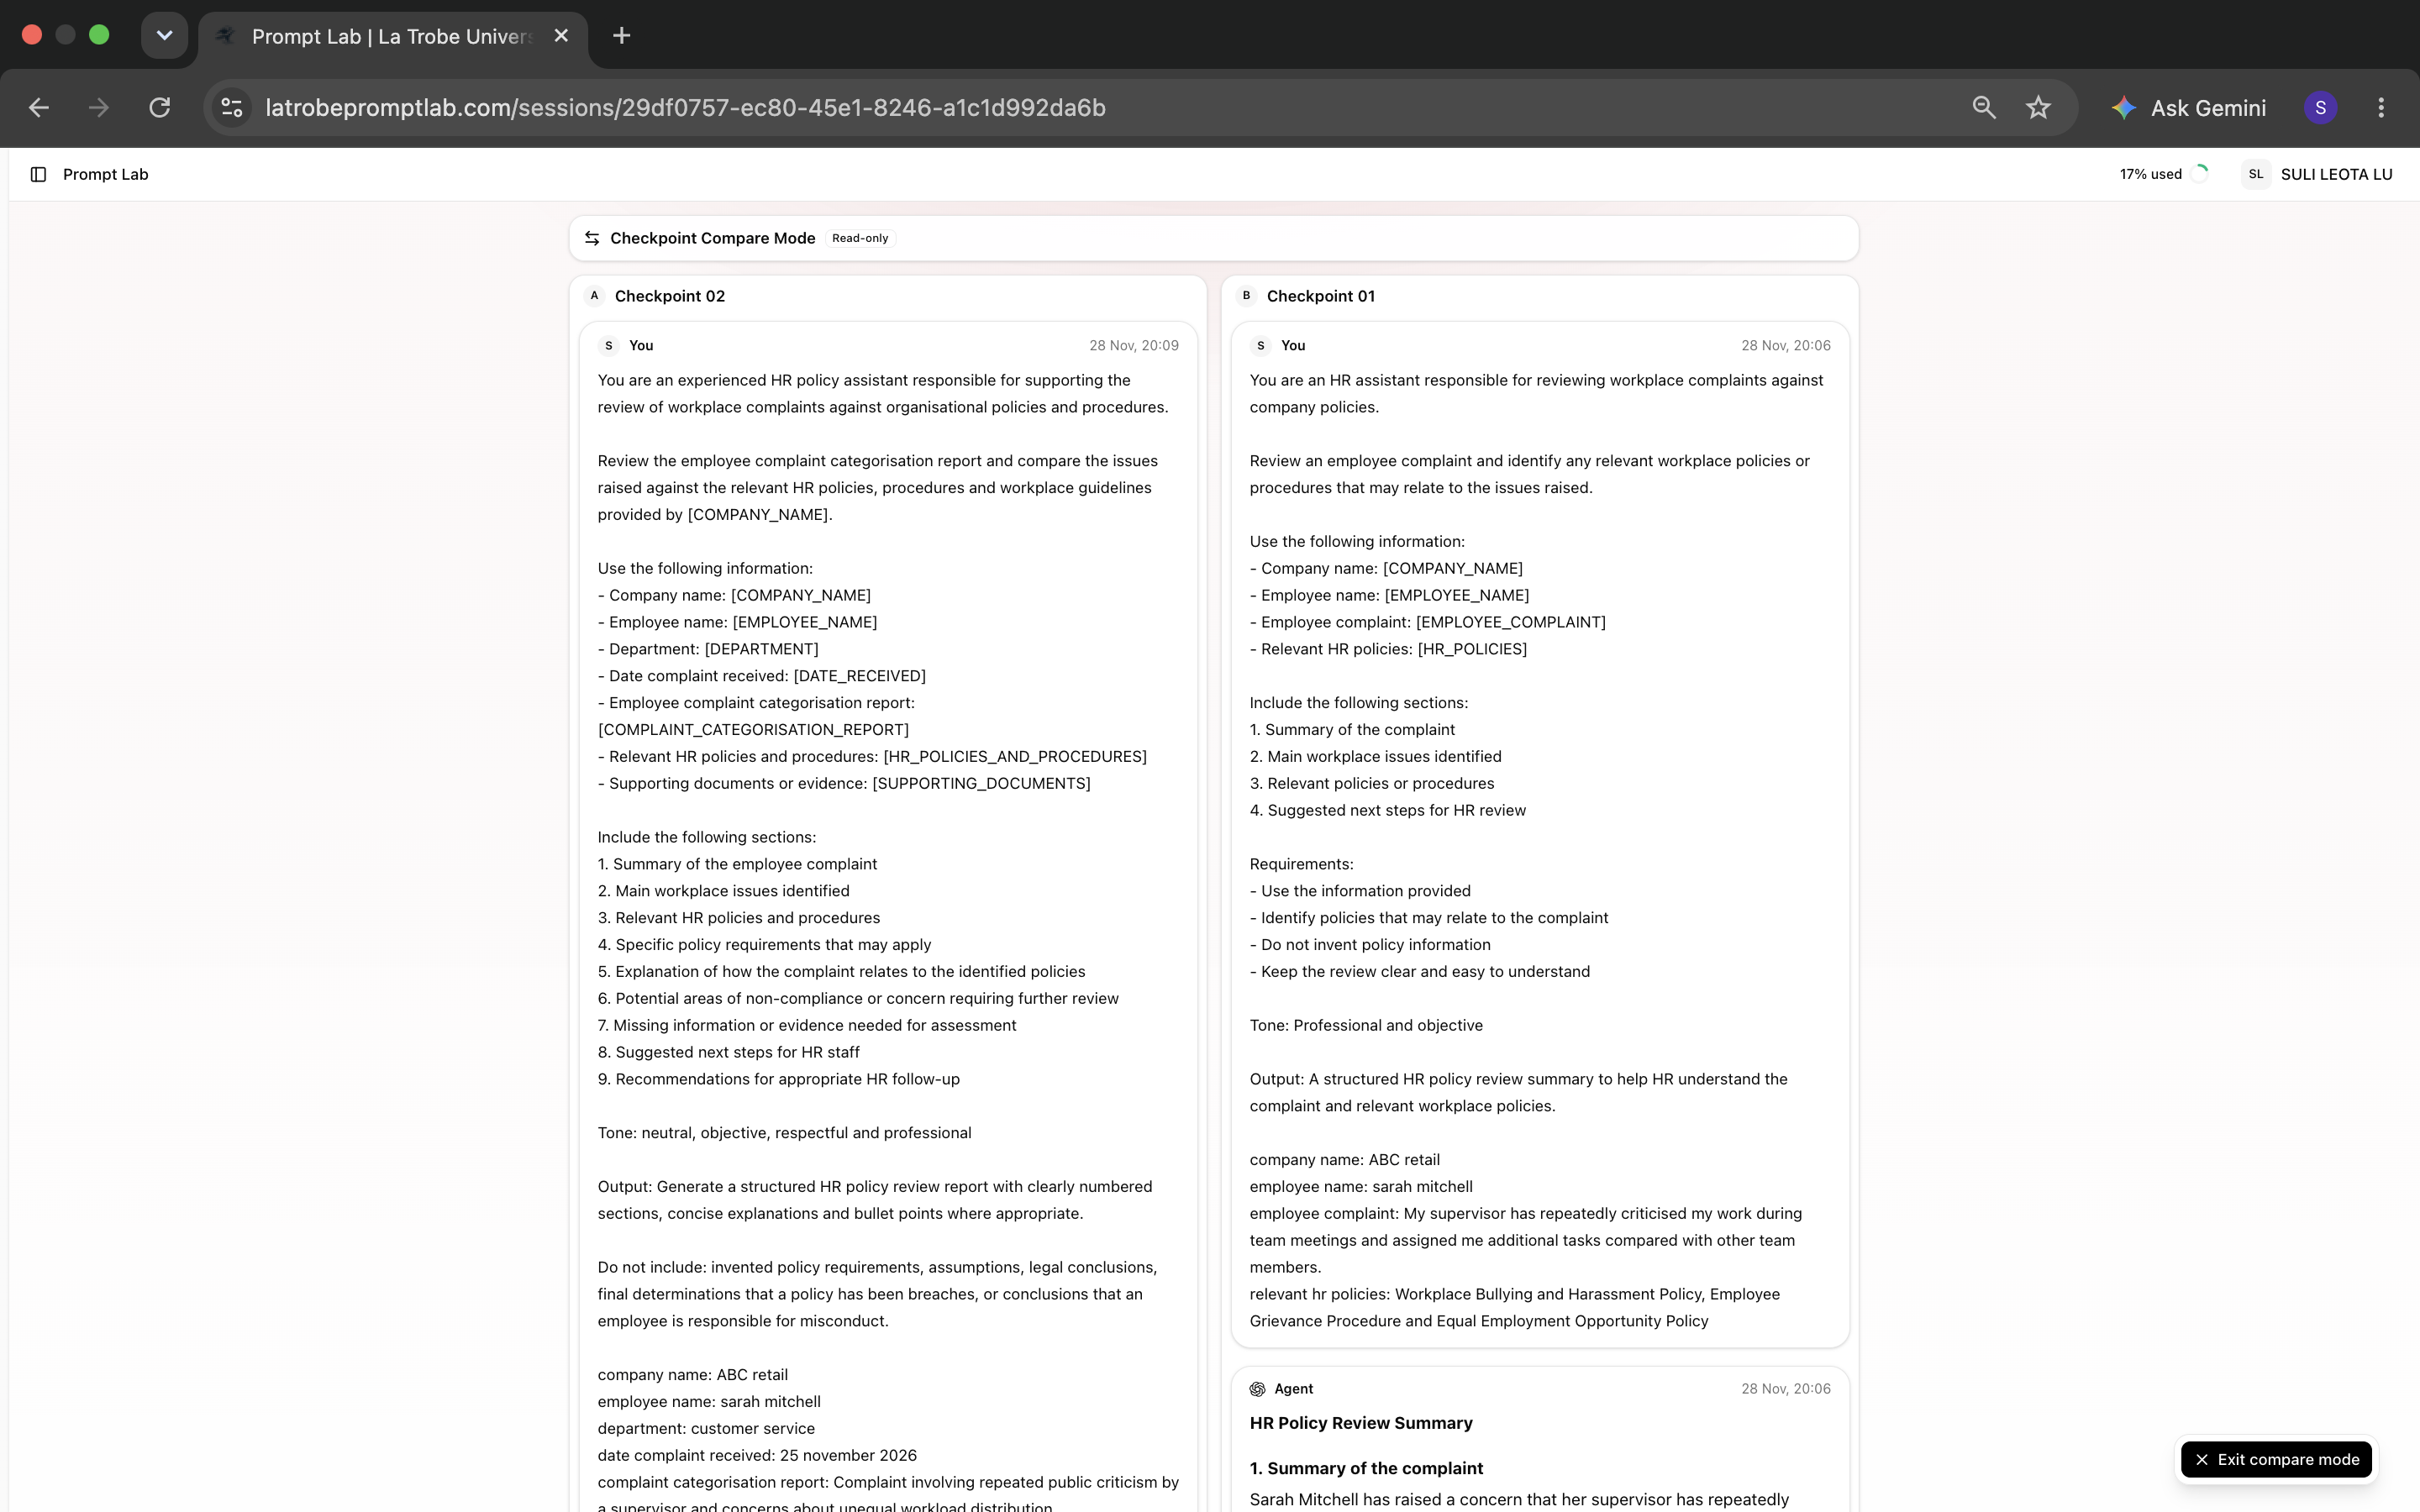 Prompt Lab | La Trobe Univers
latrobepromptlab.com/sessions/29df0757-ec80-45e1-8246-a1c1d992da6b
Ask Gemini
S
Prompt Lab
17% used
SL
SULI LEOTA LU
Checkpoint Compare Mode
Read-only
A
Checkpoint 02
S
You
28 Nov, 20:09
You are an experienced HR policy assistant responsible for supporting the
review of workplace complaints against organisational policies and procedures.
Review the employee complaint categorisation report and compare the issues
raised against the relevant HR policies, procedures and workplace guidelines
provided by [COMPANY_NAME].
Use the following information:
- Company name: [COMPANY_NAME]
- Employee name: [EMPLOYEE_NAME]
- Department: [DEPARTMENT]
- Date complaint received: [DATE_RECEIVED]
- Employee complaint categorisation report:
[COMPLAINT_CATEGORISATION_REPORT]
- Relevant HR policies and procedures: [HR_POLICIES_AND_PROCEDURES]
- Supporting documents or evidence: [SUPPORTING_DOCUMENTS]
Include the following sections:
1. Summary of the employee complaint
2. Main workplace issues identified
3. Relevant HR policies and procedures
4. Specific policy requirements that may apply
5. Explanation of how the complaint relates to the identified policies
6. Potential areas of non-compliance or concern requiring further review
7. Missing information or evidence needed for assessment
8. Suggested next steps for HR staff
9. Recommendations for appropriate HR follow-up
Tone: neutral, objective, respectful and professional
Output: Generate a structured HR policy review report with clearly numbered
sections, concise explanations and bullet points where appropriate.
Do not include: invented policy requirements, assumptions, legal conclusions,
final determinations that a policy has been breaches, or conclusions that an
employee is responsible for misconduct.
company name: ABC retail
employee name: sarah mitchell
department: customer service
date complaint received: 25 november 2026
complaint categorisation report: Complaint involving repeated public criticism by
a supervisor and concerns about unequal workload distribution
B
Checkpoint 01
S
You
28 Nov, 20:06
You are an HR assistant responsible for reviewing workplace complaints against
company policies.
Review an employee complaint and identify any relevant workplace policies or
procedures that may relate to the issues raised.
Use the following information:
- Company name: [COMPANY_NAME]
- Employee name: [EMPLOYEE_NAME]
- Employee complaint: [EMPLOYEE_COMPLAINT]
- Relevant HR policies: [HR_POLICIES]
Include the following sections:
1. Summary of the complaint
2. Main workplace issues identified
3. Relevant policies or procedures
4. Suggested next steps for HR review
Requirements:
- Use the information provided
- Identify policies that may relate to the complaint
- Do not invent policy information
- Keep the review clear and easy to understand
Tone: Professional and objective
Output: A structured HR policy review summary to help HR understand the
complaint and relevant workplace policies.
company name: ABC retail
employee name: sarah mitchell
employee complaint: My supervisor has repeatedly criticised my work during
team meetings and assigned me additional tasks compared with other team
members.
relevant hr policies: Workplace Bullying and Harassment Policy, Employee
Grievance Procedure and Equal Employment Opportunity Policy
Agent
28 Nov, 20:06
HR Policy Review Summary
1. Summary of the complaint
Sarah Mitchell has raised a concern that her supervisor has repeatedly
Exit compare mode